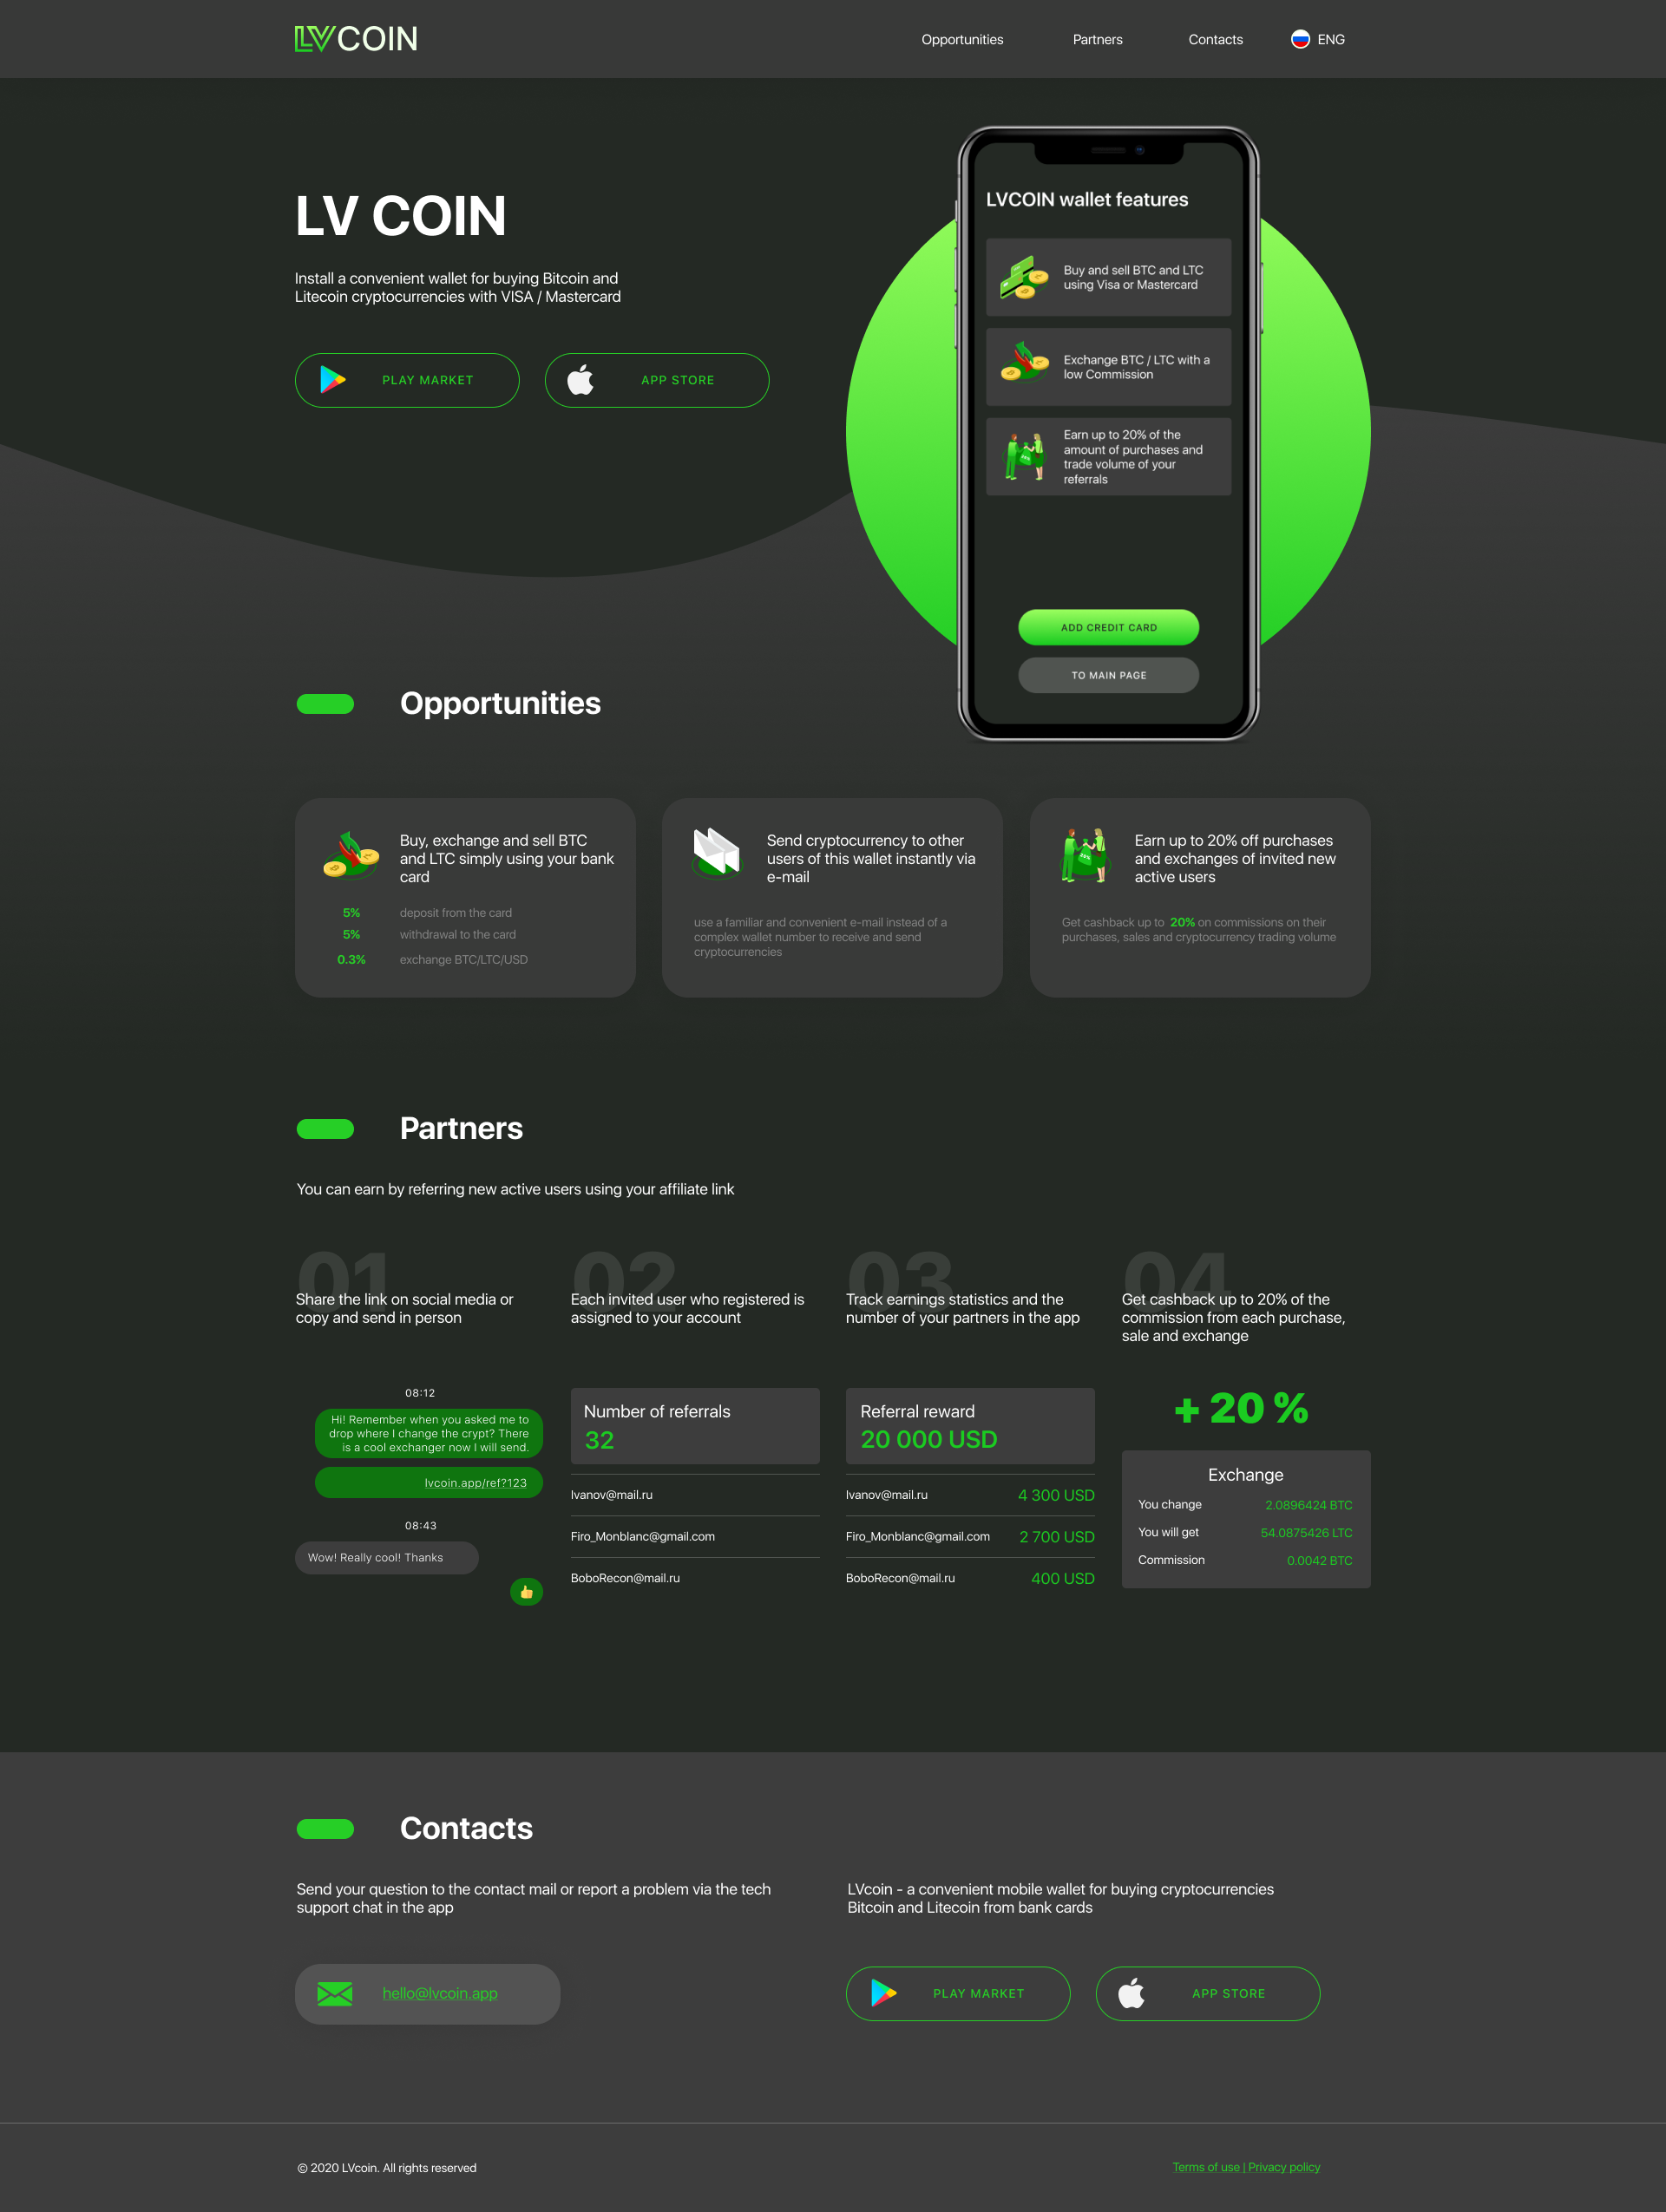 LVCOIN
Opportunities
Partners
Contacts
ENG
LV COIN
Install a convenient wallet for buying Bitcoin and
Litecoin cryptocurrencies with VISA / Mastercard
PLAY MARKET
APP STORE
LVCOIN wallet features
Buy and sell BTC and LTC
using Visa or Mastercard
Exchange BTC / LTC with a
low Commission
Earn up to 20% of the
amount of purchases and
trade volume of your
referrals
ADD CREDIT CARD
TO MAIN PAGE
Opportunities
Buy, exchange and sell BTC
and LTC simply using your bank
card
5% deposit from the card
5% withdrawal to the card
0.3% exchange BTC/LTC/USD
Send cryptocurrency to other
users of this wallet instantly via
e-mail
use a familiar and convenient e-mail instead of a
complex wallet number to receive and send
cryptocurrencies
Earn up to 20% off purchases
and exchanges of invited new
active users
Get cashback up to 20% on commissions on their
purchases, sales and cryptocurrency trading volume
Partners
You can earn by referring new active users using your affiliate link
01
Share the link on social media or
copy and send in person
08:12
Hi! Remember when you asked me to
drop where I change the crypt? There
is a cool exchanger now I will send.
lvcoin.app/ref?123
08:43
Wow! Really cool! Thanks
02
Each invited user who registered is
assigned to your account
Number of referrals
32
Ivanov@mail.ru
Firo_Monblanc@gmail.com
BoboRecon@mail.ru
03
Track earnings statistics and the
number of your partners in the app
Referral reward
20 000 USD
Ivanov@mail.ru 4 300 USD
Firo_Monblanc@gmail.com 2 700 USD
BoboRecon@mail.ru 400 USD
04
Get cashback up to 20% of the
commission from each purchase,
sale and exchange
+ 20 %
Exchange
You change 2.0896424 BTC
You will get 54.0875426 LTC
Commission 0.0042 BTC
Contacts
Send your question to the contact mail or report a problem via the tech
support chat in the app
hello@lvcoin.app
LVcoin - a convenient mobile wallet for buying cryptocurrencies
Bitcoin and Litecoin from bank cards
PLAY MARKET
APP STORE
© 2020 LVcoin. All rights reserved
Terms of use | Privacy policy